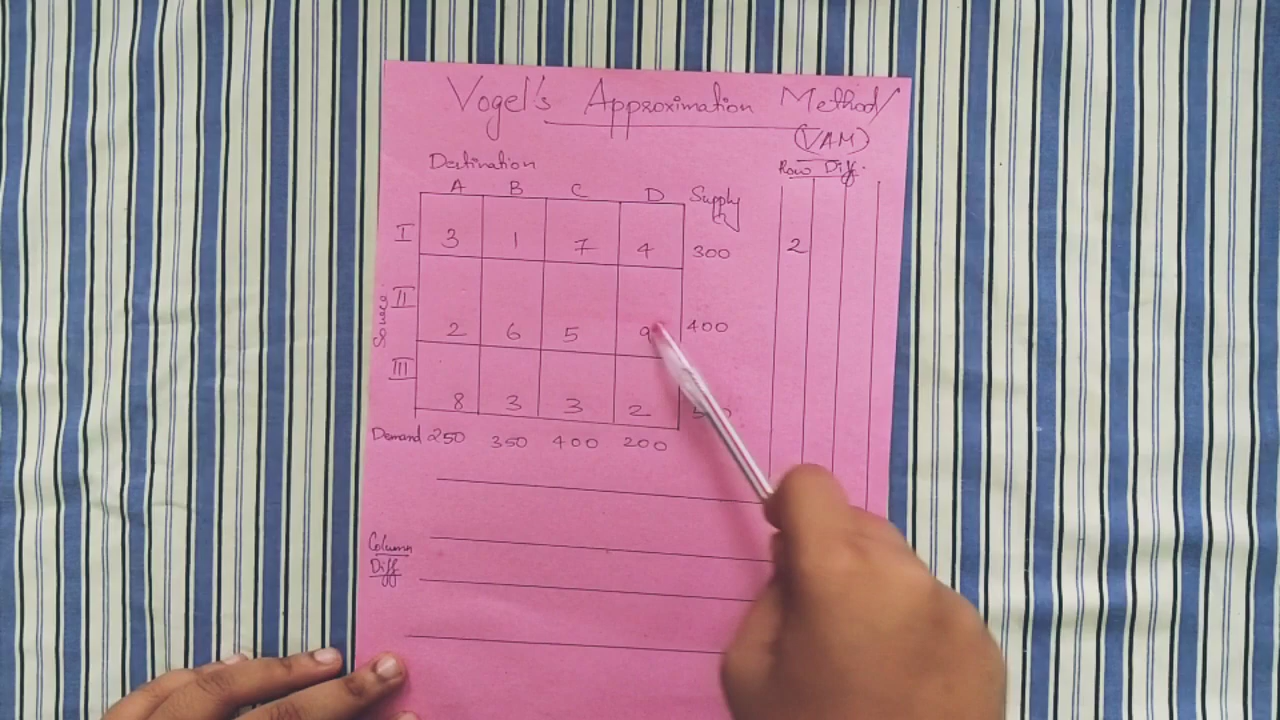 Vogel's Approximation Method
(VAM)
Destination
Row Diff.
A B C D Supply
I 3 1 7 4 300 2
Source
II 2 6 5 9 400
III 8 3 3 2
Demand 250 350 400 200
Column
Diff